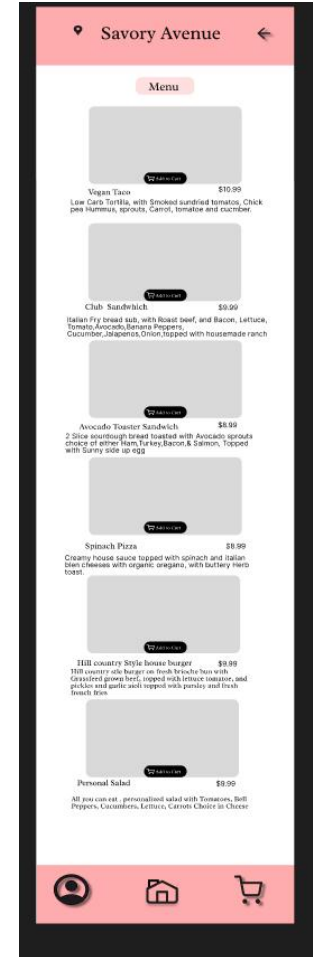 Savory Avenue
Menu
Add to Cart
Vegan Taco $10.99
Low Carb Tortilla, with Smoked sundried tomatos, Chick
pea Hummus, sprouts, Carrot, tomatoe and cucmber.
Add to Cart
Club Sandwhich $9.99
Italian Fry bread sub, with Roast beef, and Bacon, Lettuce,
Tomato,Avocado,Banana Peppers,
Cucumber,Jalapenas,Onion,topped with housemade ranch
Add to Cart
Avocado Toaster Sandwich $8.99
2 Slice sourdough bread toasted with Avocado sprouts
choice of either Ham,Turkey,Bacon,& Salmon, Topped
with Sunny side up egg
Add to Cart
Spinach Pizza $8.99
Creamy house sauce topped with spinach and italian
blen cheeses with organic oregano, with buttery Herb
toast.
Add to Cart
Hill country Style house burger $9.99
Hill country stle burger on fresh brioche bun with
Grassfeed grown beef, topped with lettuce tomatoe, and
pickles and garlic aioli topped with parsley and fresh
french fries
Add to Cart
Personal Salad $9.99
All you can eat , personalized salad with Tomatoes, Bell
Peppers, Cucumbers, Lettuce, Carrots Choice in Cheese